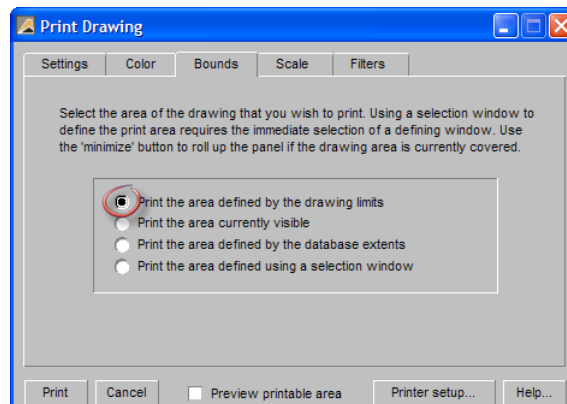 Print Drawing
Settings Color Bounds Scale Filters
Select the area of the drawing that you wish to print. Using a selection window to
define the print area requires the immediate selection of a defining window. Use
the 'minimize' button to roll up the panel if the drawing area is currently covered.
Print the area defined by the drawing limits
Print the area currently visible
Print the area defined by the database extents
Print the area defined using a selection window
Print Cancel Preview printable area Printer setup... Help...